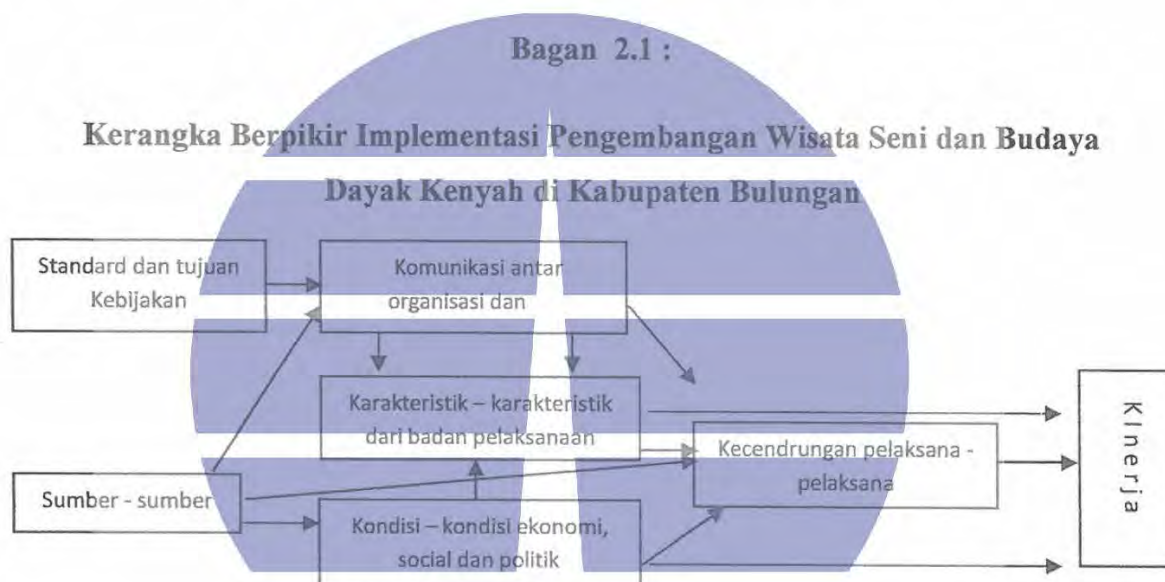 Bagan 2.1 :
Kerangka Berpikir Implementasi Pengembangan Wisata Seni dan Budaya
Dayak Kenyah di Kabupaten Bulungan
Standard dan tujuan
Kebijakan
Komunikasi antar
organisasi dan
Karakteristik – karakteristik
dari badan pelaksanaan
Kecendrungan pelaksana -
pelaksana
Sumber - sumber
Kondisi – kondisi ekonomi,
social dan politik
KInerja